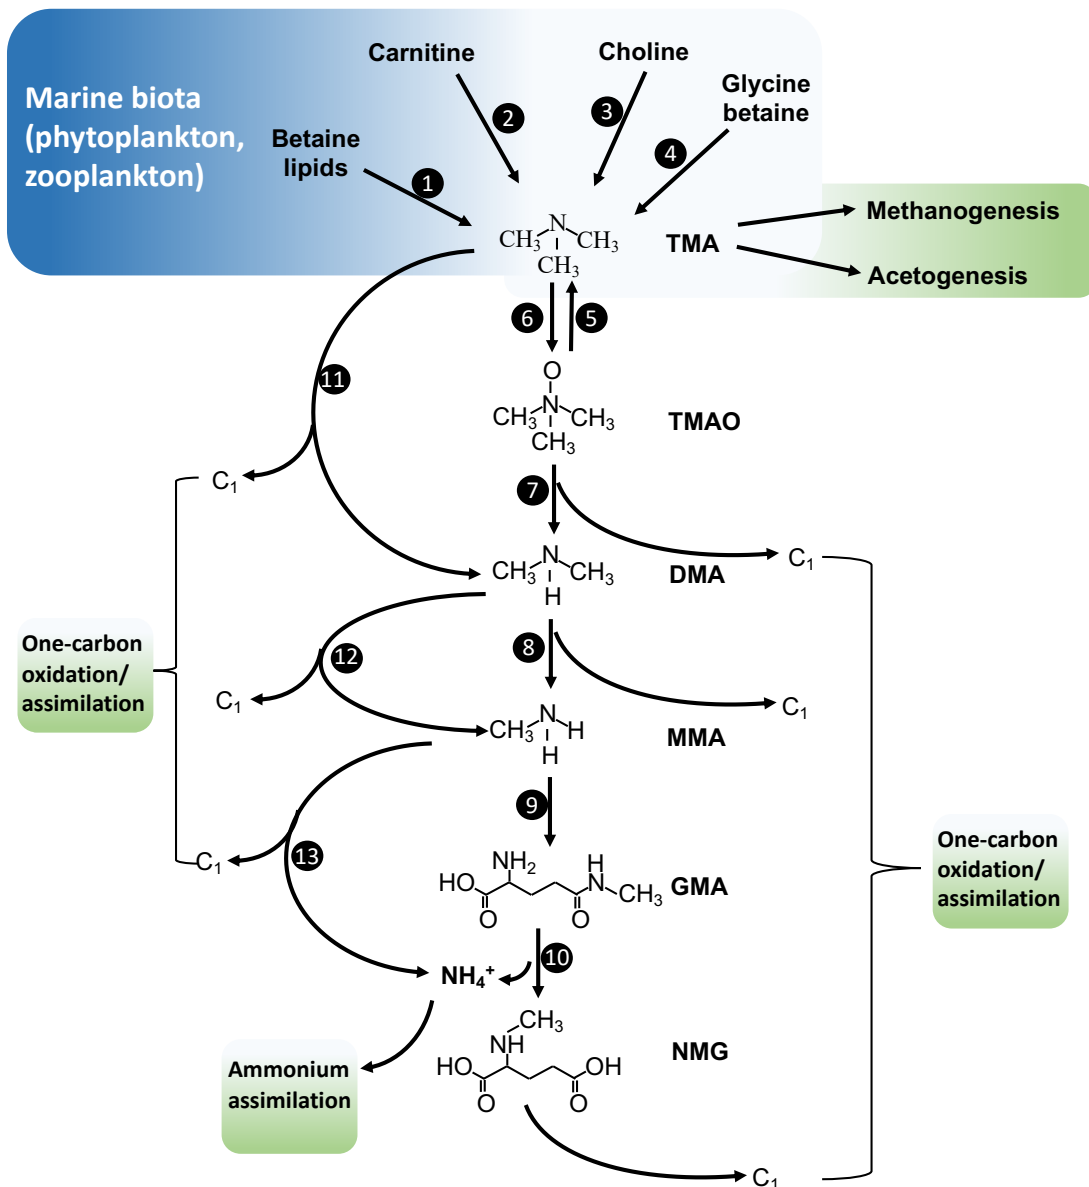 Marine biota
(phytoplankton,
zooplankton)
Carnitine
Choline
Glycine
betaine
Betaine
lipids
2
3
4
1
Methanogenesis
Acetogenesis
N
CH₃ CH₃
CH₃
TMA
6
5
11
O
N
CH₃ CH₃
CH₃
TMAO
C₁
7
N
CH₃ CH₃
H
DMA
C₁
One-carbon
oxidation/
assimilation
12
8
C₁
C₁
N
CH₃ H
H
MMA
9
C₁
13
NH₂
H
N
HO
CH₃
O
O
GMA
One-carbon
oxidation/
assimilation
10
NH₄⁺
CH₃
NH
HO
OH
O
O
NMG
Ammonium
assimilation
C₁